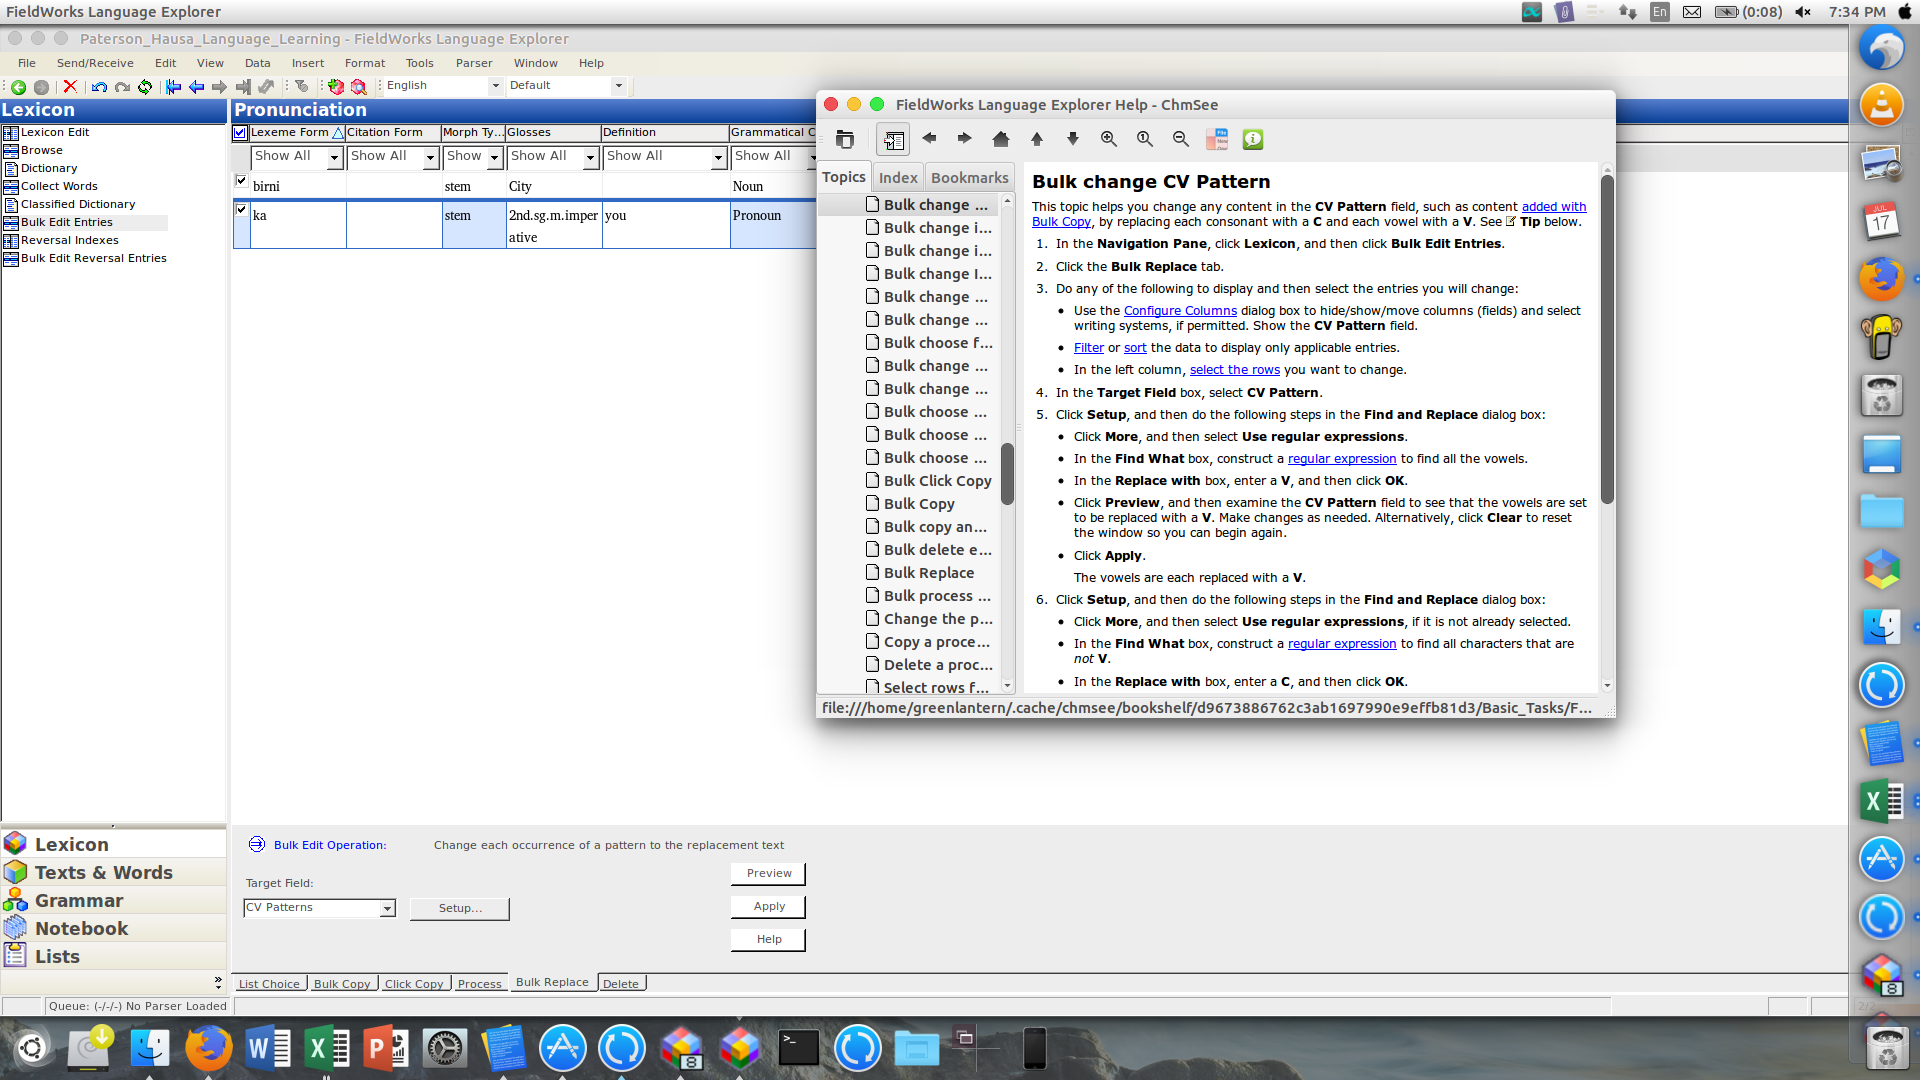 FieldWorks Language Explorer
En
(0:08)
7:34 PM
Paterson_Hausa_Language_Learning - FieldWorks Language Explorer
File Send/Receive Edit View Data Insert Format Tools Parser Window Help
English
Default
Lexicon
Lexicon Edit
Browse
Dictionary
Collect Words
Classified Dictionary
Bulk Edit Entries
Reversal Indexes
Bulk Edit Reversal Entries
Pronunciation
Lexeme Form Citation Form Morph Ty... Glosses Definition Grammatical C
Show All Show All Show Show All Show All Show All
birni stem City Noun
ka stem 2nd.sg.m.imper you Pronoun
ative
FieldWorks Language Explorer Help - ChmSee
Topics Index Bookmarks
Bulk change ...
Bulk change i...
Bulk change i...
Bulk change I...
Bulk change ...
Bulk change ...
Bulk choose f...
Bulk change ...
Bulk change ...
Bulk choose ...
Bulk choose ...
Bulk choose ...
Bulk Click Copy
Bulk Copy
Bulk copy an...
Bulk delete e...
Bulk Replace
Bulk process ...
Change the p...
Copy a proce...
Delete a proc...
Select rows f...
Bulk change CV Pattern
This topic helps you change any content in the CV Pattern field, such as content added with
Bulk Copy, by replacing each consonant with a C and each vowel with a V. See Tip below.
1. In the Navigation Pane, click Lexicon, and then click Bulk Edit Entries.
2. Click the Bulk Replace tab.
3. Do any of the following to display and then select the entries you will change:
• Use the Configure Columns dialog box to hide/show/move columns (fields) and select
writing systems, if permitted. Show the CV Pattern field.
• Filter or sort the data to display only applicable entries.
• In the left column, select the rows you want to change.
4. In the Target Field box, select CV Pattern.
5. Click Setup, and then do the following steps in the Find and Replace dialog box:
• Click More, and then select Use regular expressions.
• In the Find What box, construct a regular expression to find all the vowels.
• In the Replace with box, enter a V, and then click OK.
• Click Preview, and then examine the CV Pattern field to see that the vowels are set
to be replaced with a V. Make changes as needed. Alternatively, click Clear to reset
the window so you can begin again.
• Click Apply.
The vowels are each replaced with a V.
6. Click Setup, and then do the following steps in the Find and Replace dialog box:
• Click More, and then select Use regular expressions, if it is not already selected.
• In the Find What box, construct a regular expression to find all characters that are
not V.
• In the Replace with box, enter a C, and then click OK.
file:///home/greenlantern/.cache/chmsee/bookshelf/d9673886762c3ab1697990e9effb81d3/Basic_Tasks/F...
Lexicon
Texts & Words
Grammar
Notebook
Lists
Bulk Edit Operation: Change each occurrence of a pattern to the replacement text
Target Field:
CV Patterns
Setup...
Preview
Apply
Help
List Choice Bulk Copy Click Copy Process Bulk Replace Delete
Queue: (-/-/-) No Parser Loaded
JUL
17
8
8